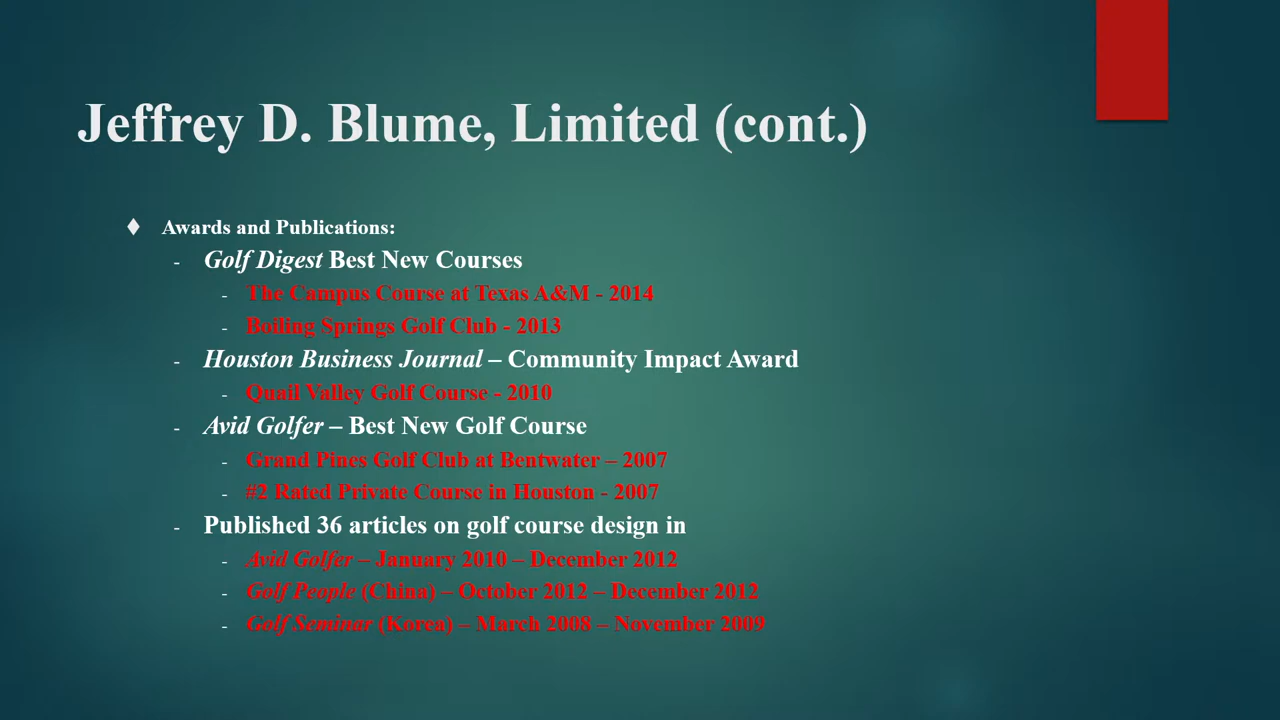 Jeffrey D. Blume, Limited (cont.)
♦ Awards and Publications:
- Golf Digest Best New Courses
- The Campus Course at Texas A&M - 2014
- Boiling Springs Golf Club - 2013
- Houston Business Journal – Community Impact Award
- Quail Valley Golf Course - 2010
- Avid Golfer – Best New Golf Course
- Grand Pines Golf Club at Bentwater – 2007
- #2 Rated Private Course in Houston - 2007
- Published 36 articles on golf course design in
- Avid Golfer – January 2010 – December 2012
- Golf People (China) – October 2012 – December 2012
- Golf Seminar (Korea) – March 2008 – November 2009